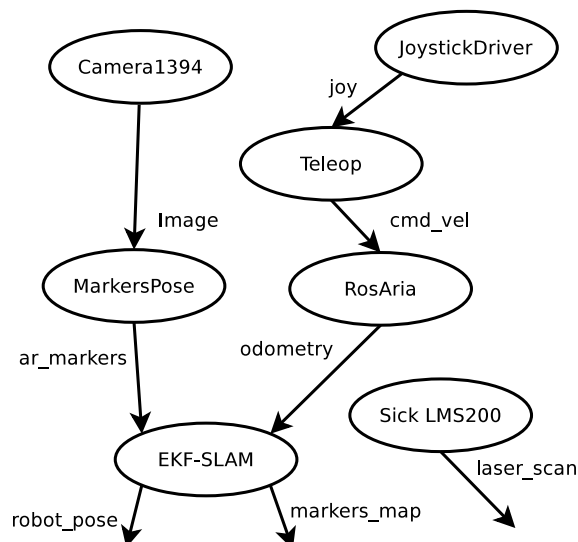 JoystickDriver
Camera1394
joy
Teleop
Image
cmd_vel
MarkersPose
RosAria
ar_markers
odometry
Sick LMS200
EKF-SLAM
laser_scan
robot_pose
markers_map